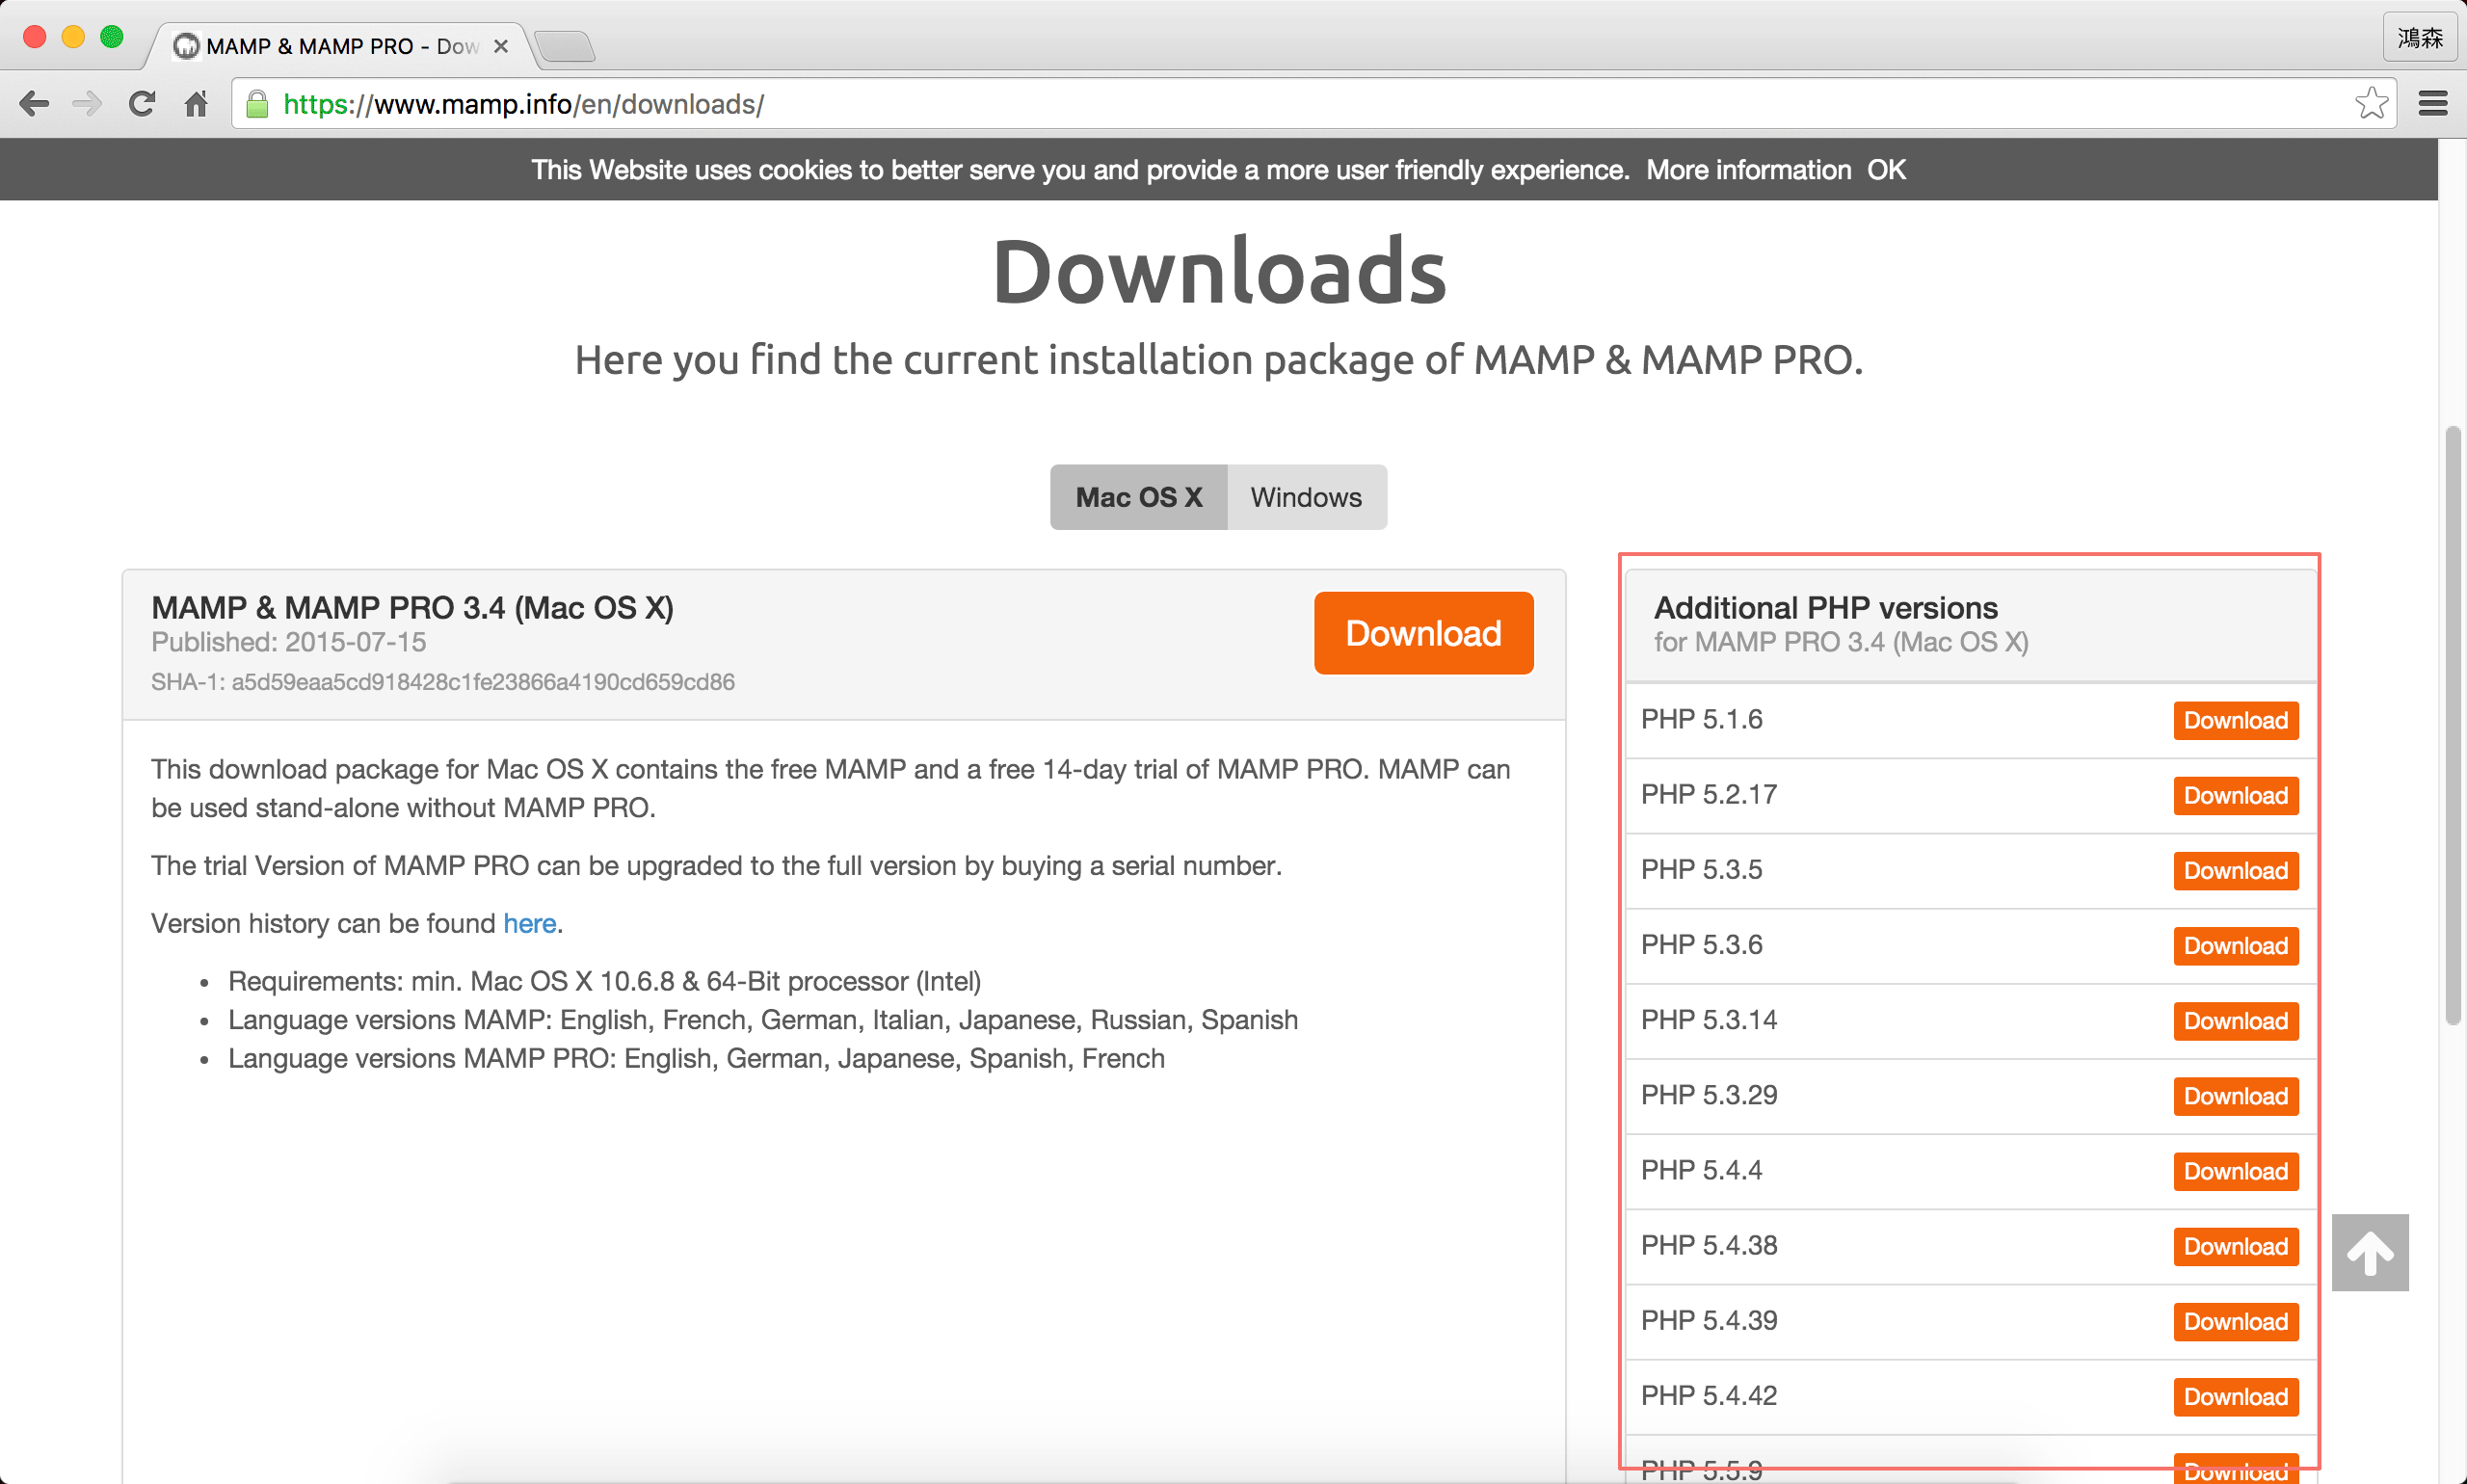 MAMP & MAMP PRO - Dow
鴻森
https://www.mamp.info/en/downloads/
This Website uses cookies to better serve you and provide a more user friendly experience. More information OK
Downloads
Here you find the current installation package of MAMP & MAMP PRO.
Mac OS X Windows
MAMP & MAMP PRO 3.4 (Mac OS X)
Published: 2015-07-15
SHA-1: a5d59eaa5cd918428c1fe23866a4190cd659cd86
Download
This download package for Mac OS X contains the free MAMP and a free 14-day trial of MAMP PRO. MAMP can
be used stand-alone without MAMP PRO.
The trial Version of MAMP PRO can be upgraded to the full version by buying a serial number.
Version history can be found here.
• Requirements: min. Mac OS X 10.6.8 & 64-Bit processor (Intel)
• Language versions MAMP: English, French, German, Italian, Japanese, Russian, Spanish
• Language versions MAMP PRO: English, German, Japanese, Spanish, French
Additional PHP versions
for MAMP PRO 3.4 (Mac OS X)
PHP 5.1.6 Download
PHP 5.2.17 Download
PHP 5.3.5 Download
PHP 5.3.6 Download
PHP 5.3.14 Download
PHP 5.3.29 Download
PHP 5.4.4 Download
PHP 5.4.38 Download
PHP 5.4.39 Download
PHP 5.4.42 Download
PHP 5.5.9 Download